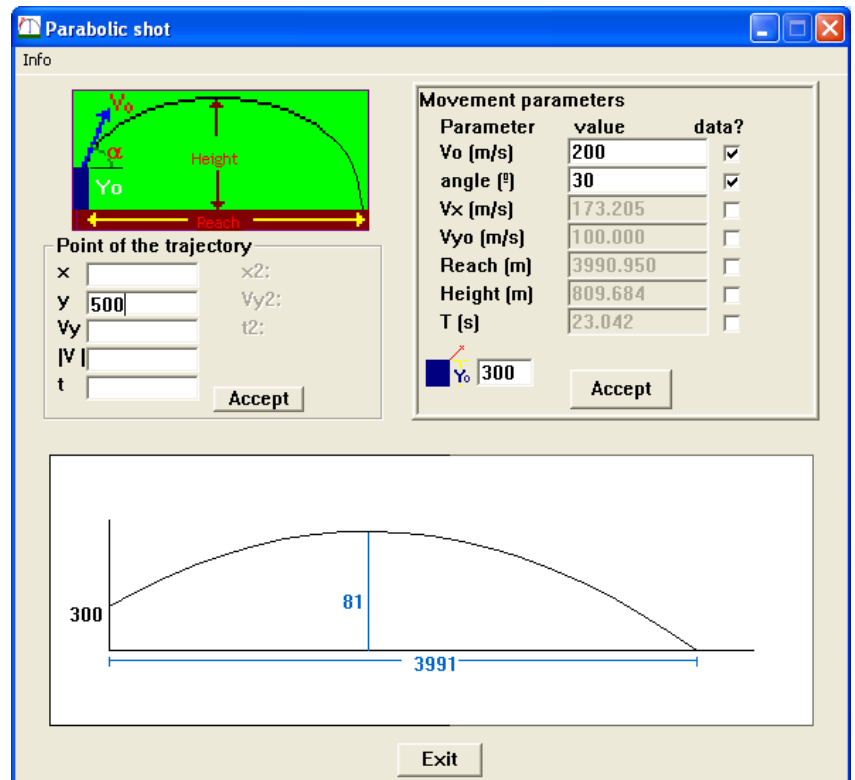 Parabolic shot
Info
Vo
α
Height
Yo
Reach
Movement parameters
Parameter value data?
Vo (m/s) 200
angle (º) 30
Vx (m/s) 173.205
Vyo (m/s) 100.000
Reach (m) 3990.950
Height (m) 809.684
T (s) 23.042
Yo 300
Accept
Point of the trajectory
x x2:
y 500 Vy2:
Vy t2:
|V|
t
Accept
300
81
3991
Exit